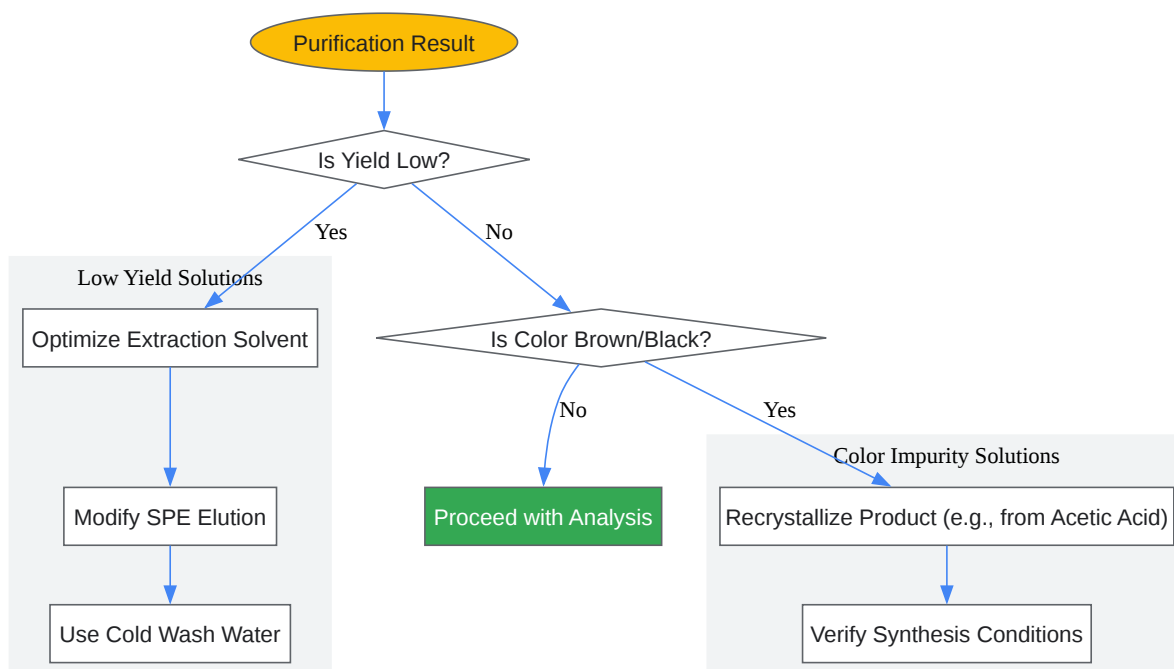 Purification Result
Is Yield Low?
Yes
No
Low Yield Solutions
Optimize Extraction Solvent
Is Color Brown/Black?
No
Yes
Color Impurity Solutions
Modify SPE Elution
Proceed with Analysis
Recrystallize Product (e.g., from Acetic Acid)
Use Cold Wash Water
Verify Synthesis Conditions